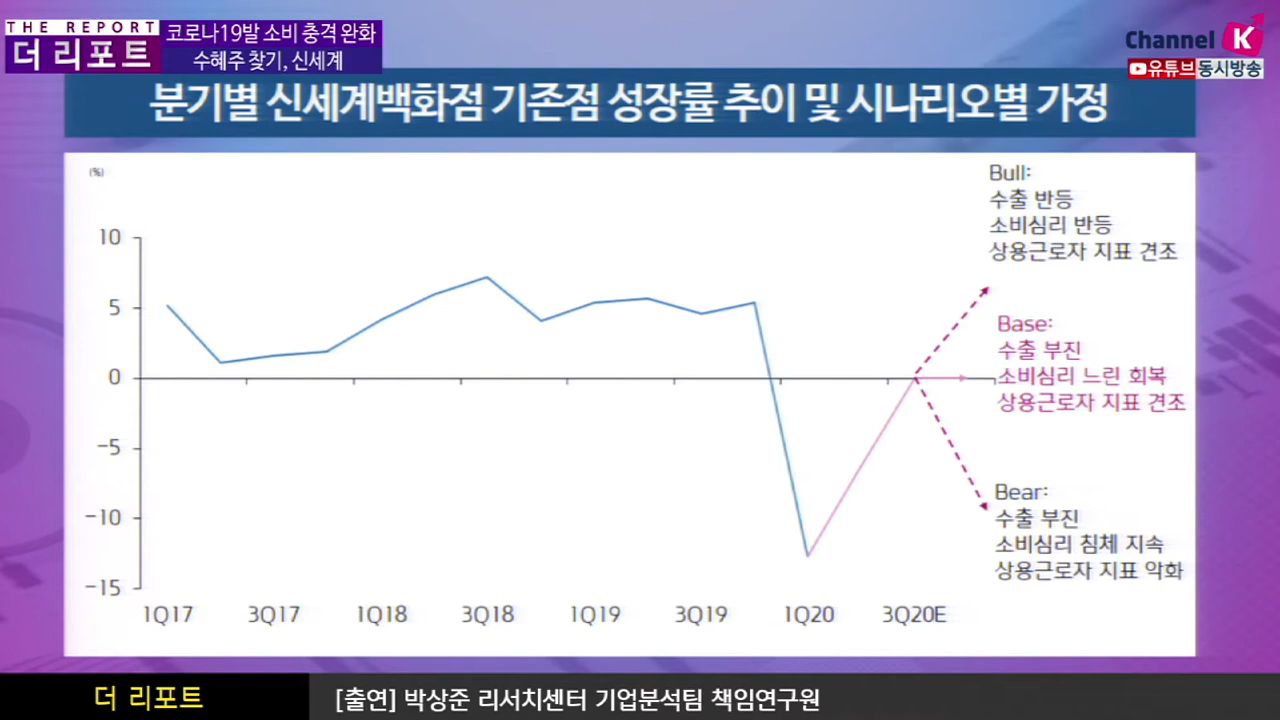 THE REPORT
더 리포트
코로나19발 소비 충격 완화
수혜주 찾기, 신세계
Channel K
유튜브 동시방송
분기별 신세계백화점 기존점 성장률 추이 및 시나리오별 가정
(%)
10
5
0
-5
-10
-15
1Q17 3Q17 1Q18 3Q18 1Q19 3Q19 1Q20 3Q20E
Bull:
수출 반등
소비심리 반등
상용근로자 지표 견조
Base:
수출 부진
소비심리 느린 회복
상용근로자 지표 견조
Bear:
수출 부진
소비심리 침체 지속
상용근로자 지표 악화
더 리포트
[출연] 박상준 리서치센터 기업분석팀 책임연구원